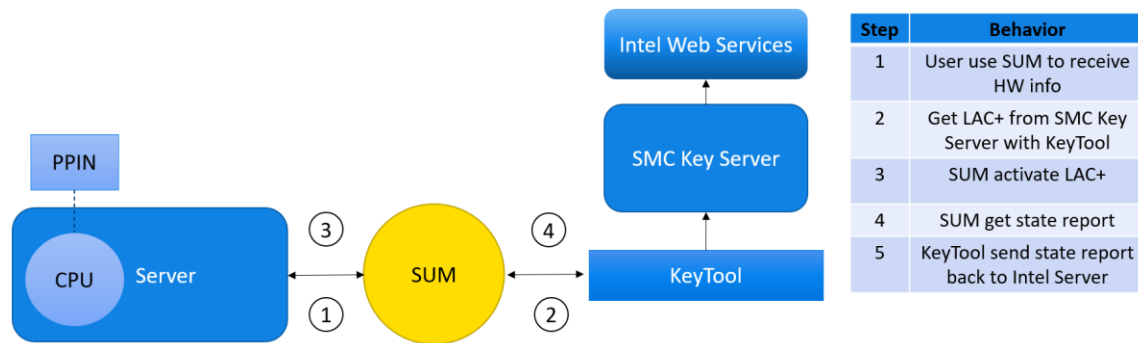 Intel Web Services
SMC Key Server
PPIN
CPU
Server
3
1
SUM
4
2
KeyTool
Step Behavior
1 User use SUM to receive
HW info
2 Get LAC+ from SMC Key
Server with KeyTool
3 SUM activate LAC+
4 SUM get state report
5 KeyTool send state report
back to Intel Server